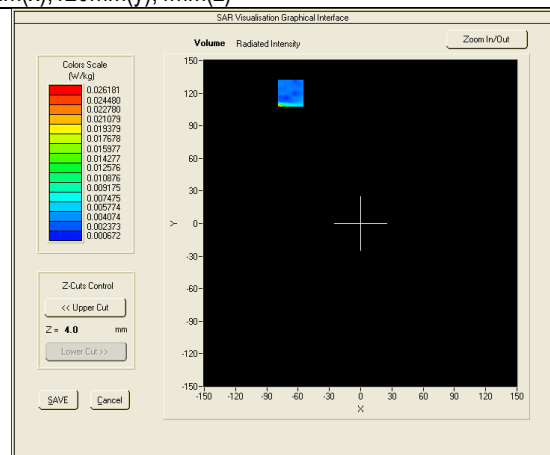 SAR Visualisation Graphical Interface
Volume Radiated Intensity
Zoom In/Out
Colors Scale
(W/kg)
0.026181
0.024480
0.022780
0.021079
0.019379
0.017678
0.015977
0.014277
0.012576
0.010876
0.009175
0.007475
0.005774
0.004074
0.002373
0.000672
Z-Cuts Control
<< Upper Cut
Z = 4.0 mm
Lower Cut >>
SAVE Cancel
150
120
90
60
30
0
-30
-60
-90
-120
-150
Y
-150 -120 -90 -60 -30 0 30 60 90 120 150
X